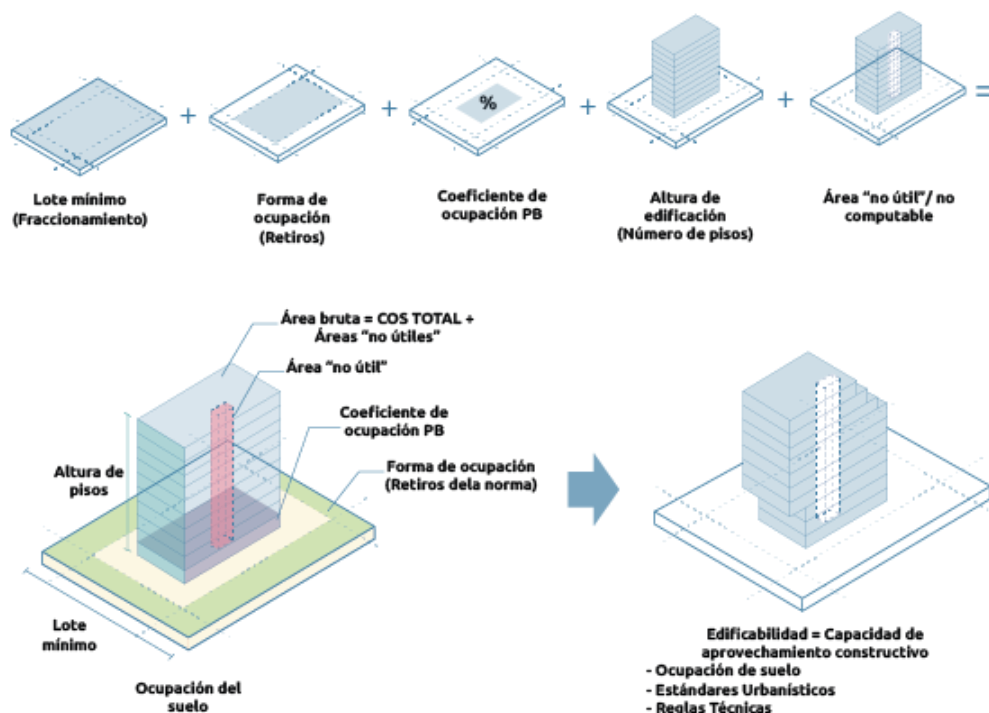 +
+
%
+
+
=
Lote mínimo
(Fraccionamiento)
Forma de
ocupación
(Retiros)
Coeficiente de
ocupación PB
Altura de
edificación
(Número de pisos)
Área “no útil”/ no
computable
Área bruta = COS TOTAL +
Áreas “no útiles”
Área “no útil”
Coeficiente de
ocupación PB
Altura de
pisos
Forma de ocupación
(Retiros dela norma)
Lote
mínimo
Ocupación del
suelo
Edificabilidad = Capacidad de
aprovechamiento constructivo
- Ocupación de suelo
- Estándares Urbanísticos
- Reglas Técnicas